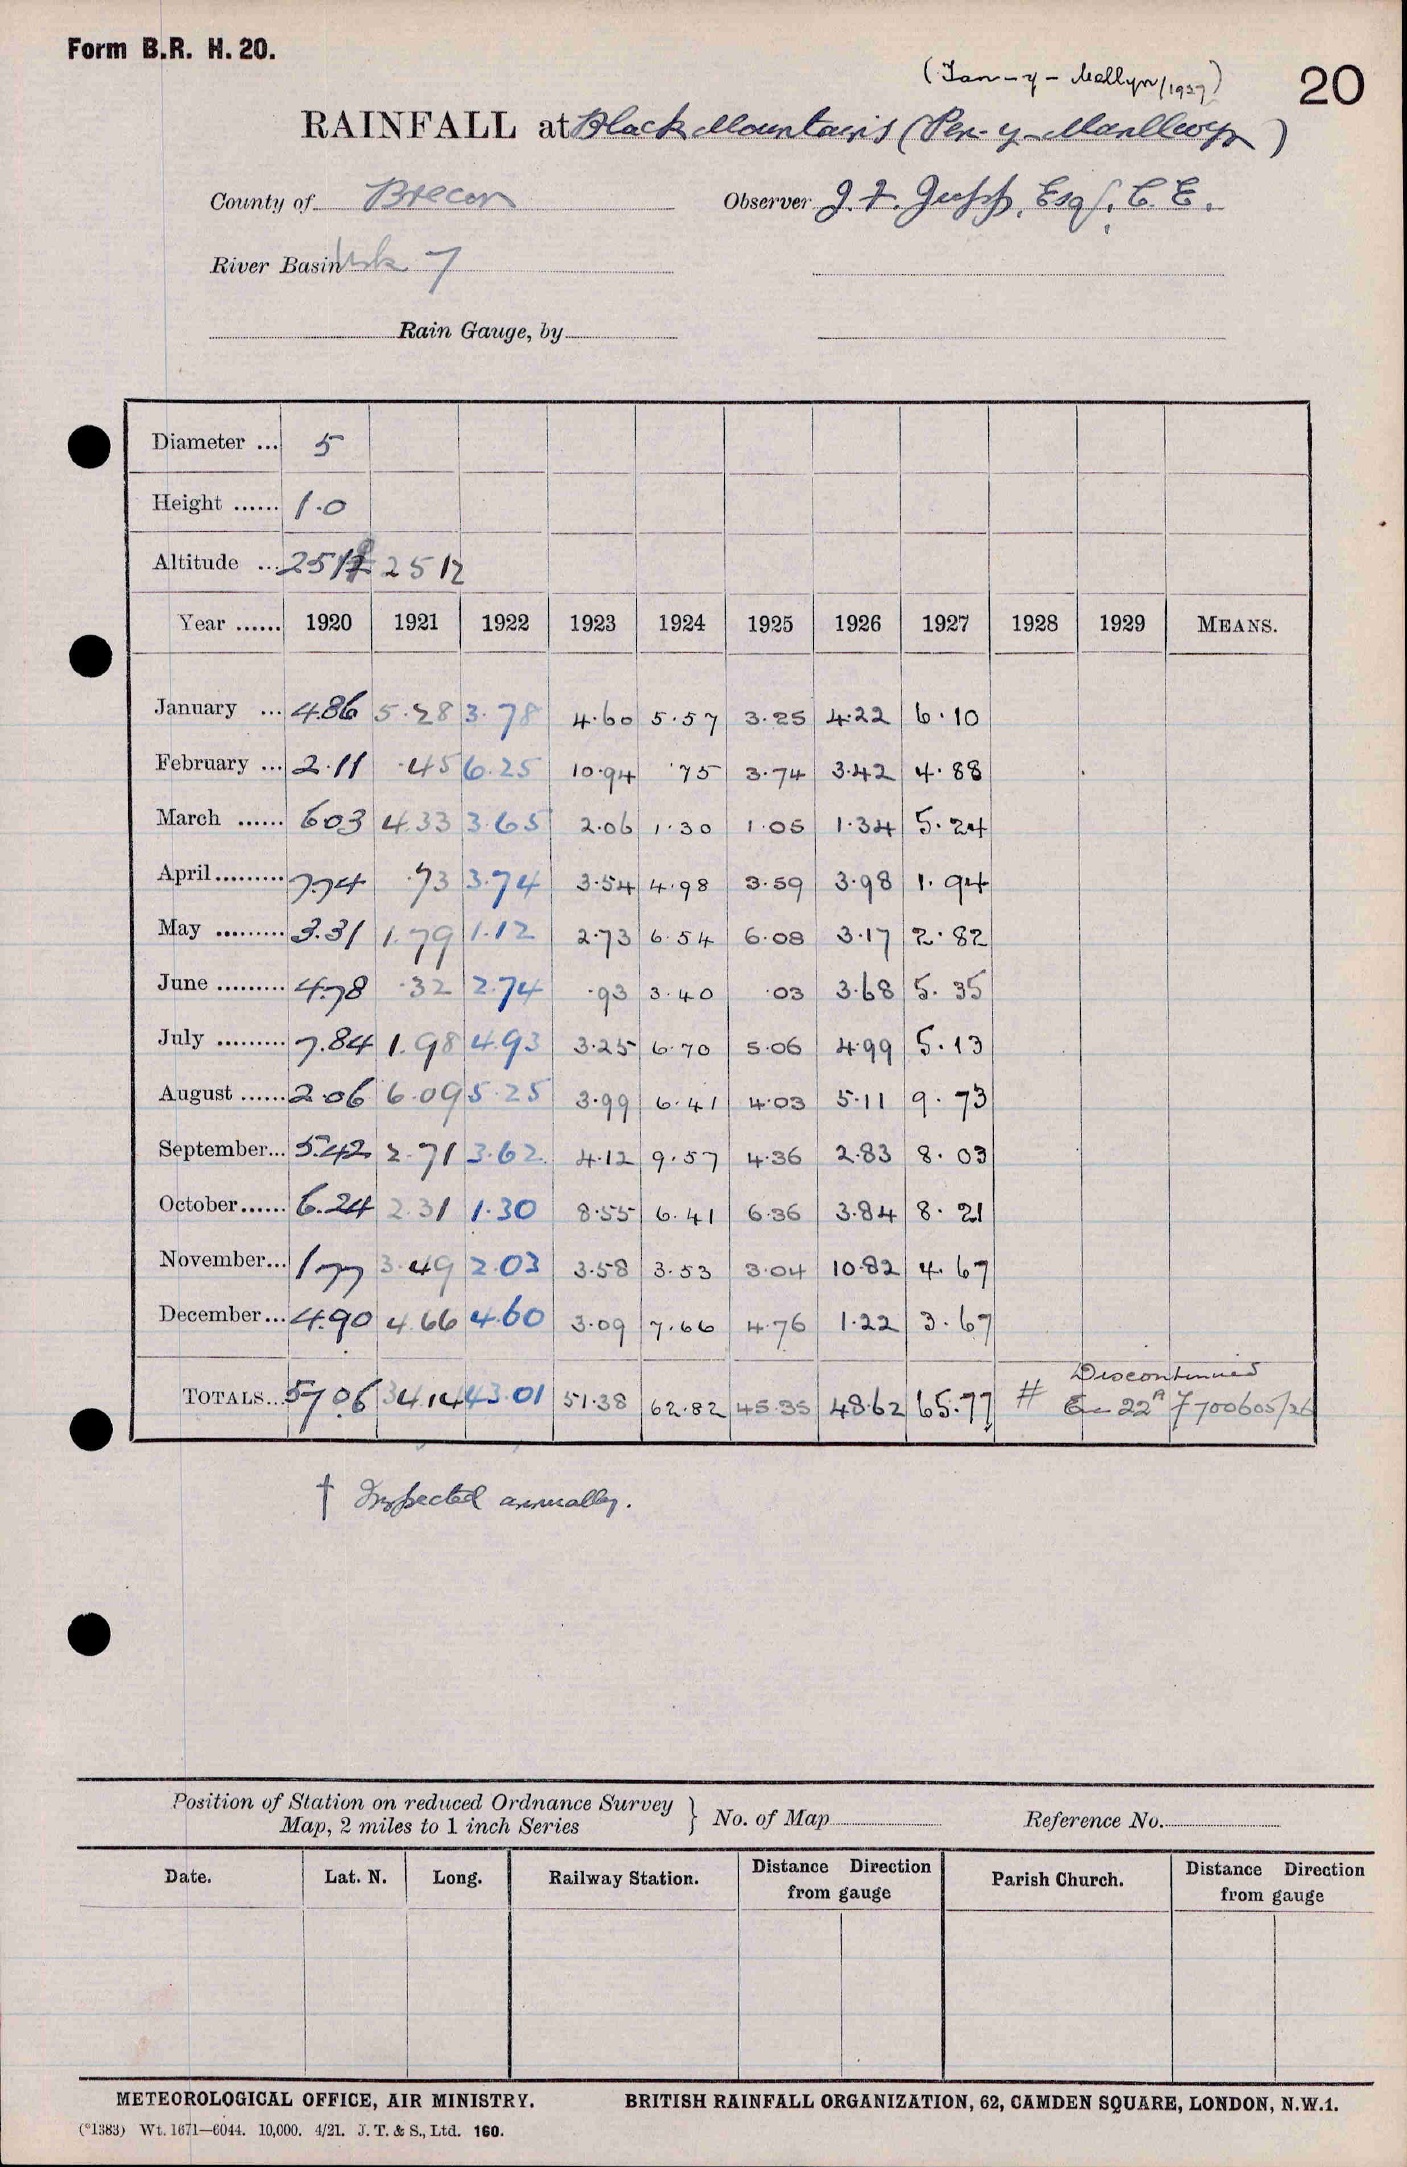 Form B.R. H. 20.
20
(Tan-y-Mallyn/1937)
RAINFALL at Black Mountains (Pen-y-Manllwyn)
County of Brecon Observer J. F. Jupp, Esq., C. E.
River Basin Usk 7
Rain Gauge, by
Diameter ... 5
Height ...... 1.0
Altitude ... 2512 2512
Year ...... 1920 1921 1922 1923 1924 1925 1926 1927 1928 1929 MEANS.
January ... 4.86 5.28 3.78 4.60 5.57 3.25 4.22 6.10
February ... 2.11 .45 6.25 10.94 .75 3.74 3.42 4.88
March ...... 6.03 4.33 3.65 2.06 1.30 1.05 1.34 5.24
April ......... 7.74 .73 3.74 3.54 4.98 3.59 3.98 1.94
May ......... 3.31 1.79 1.12 2.73 6.54 6.08 3.17 2.82
June ......... 4.78 .32 2.74 .93 3.40 .03 3.68 5.35
July ......... 7.84 1.98 4.93 3.25 6.70 5.06 4.99 5.13
August ...... 2.06 6.09 5.25 3.99 6.41 4.03 5.11 9.73
September... 5.42 2.71 3.62 4.12 9.57 4.36 2.83 8.03
October...... 6.24 2.31 1.30 8.55 6.41 6.36 3.84 8.21
November... 1.77 3.49 2.03 3.58 3.53 3.04 10.82 4.67
December... 4.90 4.66 4.60 3.09 7.66 4.76 1.22 3.67
Discontinued
TOTALS... 57.06 34.14 43.01 51.38 62.82 45.35 48.62 65.77 # 22A 7700605/26
† Inspected annually.
Position of Station on reduced Ordnance Survey
Map, 2 miles to 1 inch Series } No. of Map Reference No.
Date. Lat. N. Long. Railway Station. Distance Direction from gauge Parish Church. Distance Direction from gauge
METEOROLOGICAL OFFICE, AIR MINISTRY. BRITISH RAINFALL ORGANIZATION, 62, CAMDEN SQUARE, LONDON, N.W.1.
(*1383) Wt. 1671—6044. 10,000. 4/21. J. T. & S., Ltd. 160.